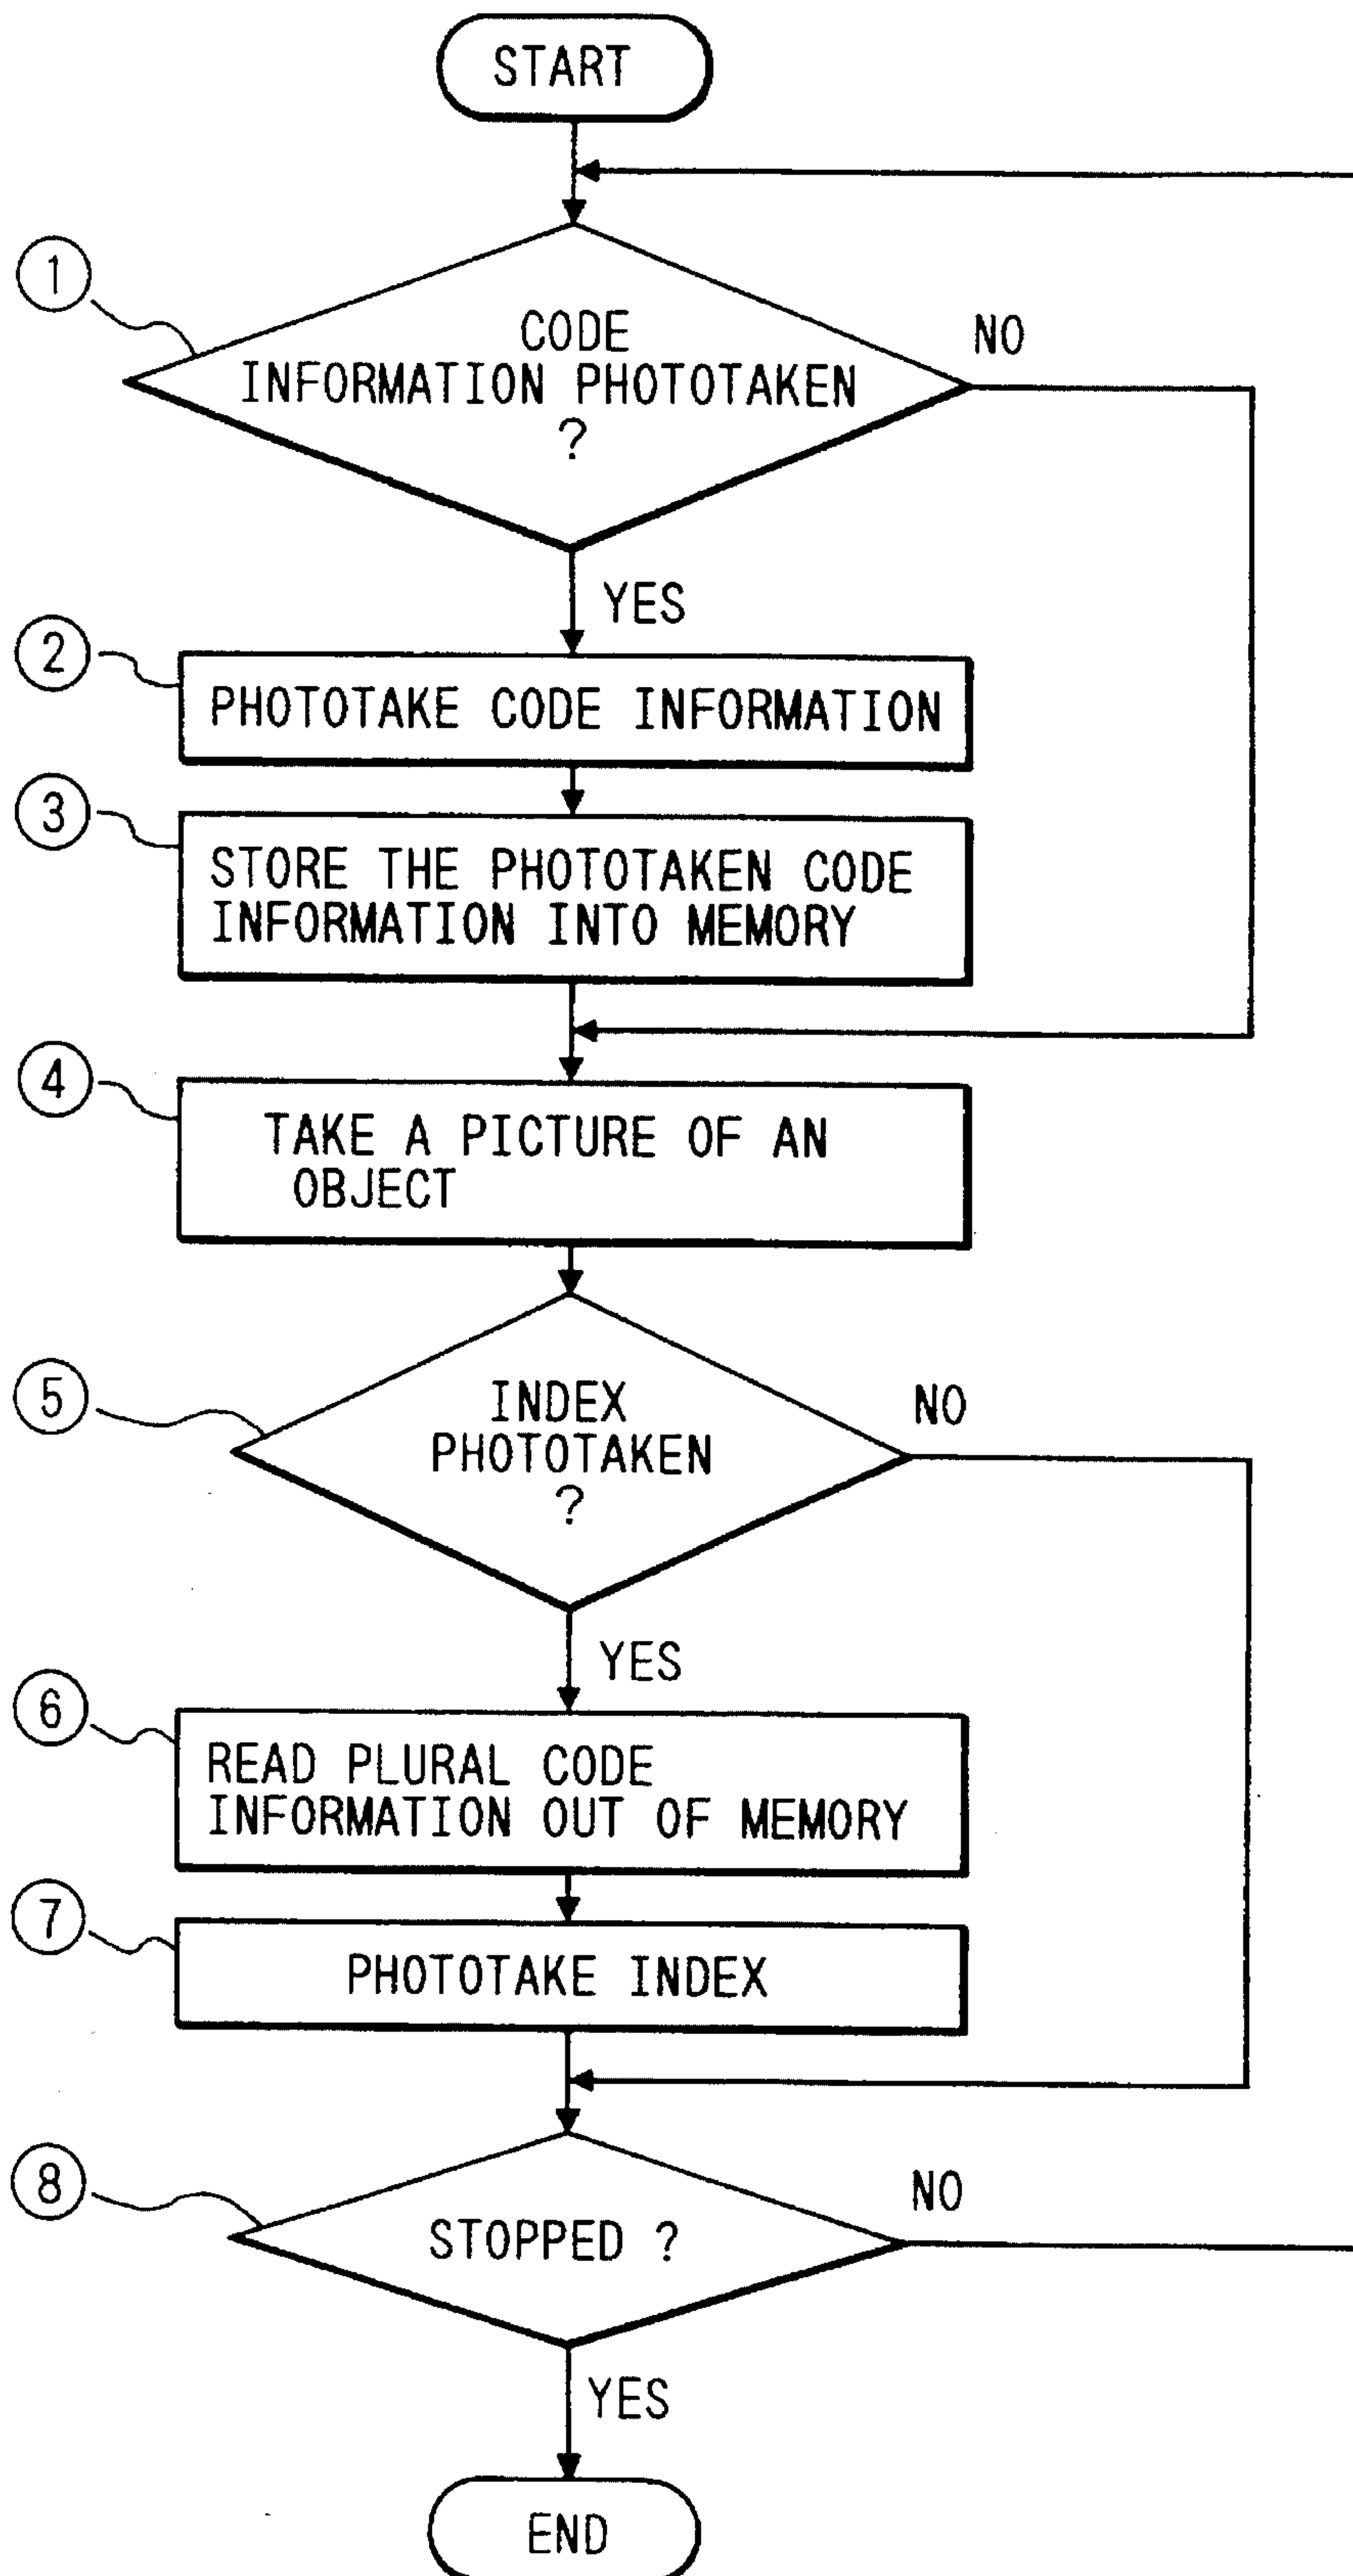 START
1
CODE
INFORMATION PHOTOTAKEN
?
NO
YES
2
PHOTOTAKE CODE INFORMATION
3
STORE THE PHOTOTAKEN CODE
INFORMATION INTO MEMORY
4
TAKE A PICTURE OF AN
OBJECT
5
INDEX
PHOTOTAKEN
?
NO
YES
6
READ PLURAL CODE
INFORMATION OUT OF MEMORY
7
PHOTOTAKE INDEX
8
STOPPED ?
NO
YES
END